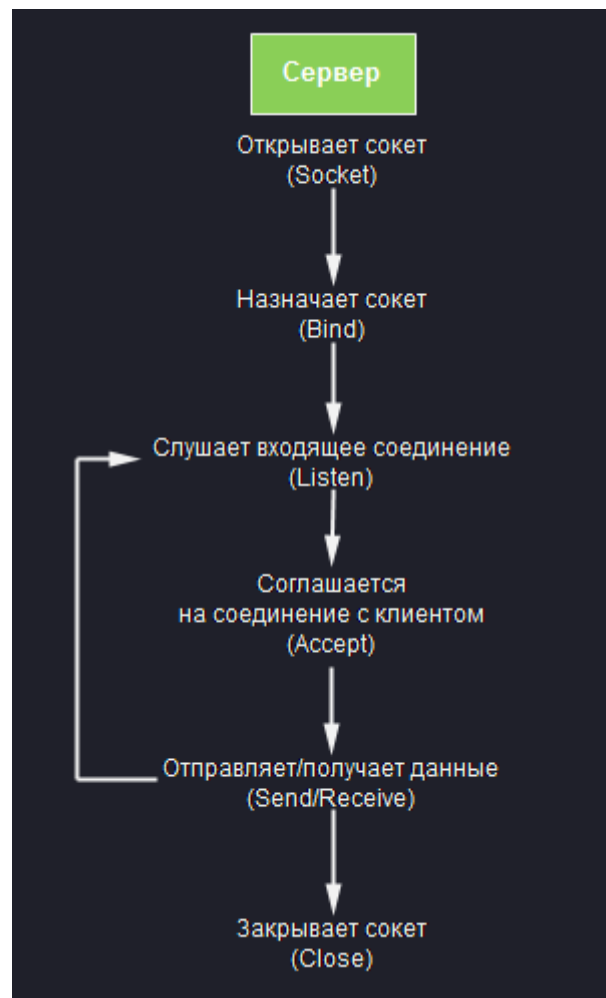 Сервер
Открывает сокет
(Socket)
Назначает сокет
(Bind)
Слушает входящее соединение
(Listen)
Соглашается
на соединение с клиентом
(Accept)
Отправляет/получает данные
(Send/Receive)
Закрывает сокет
(Close)